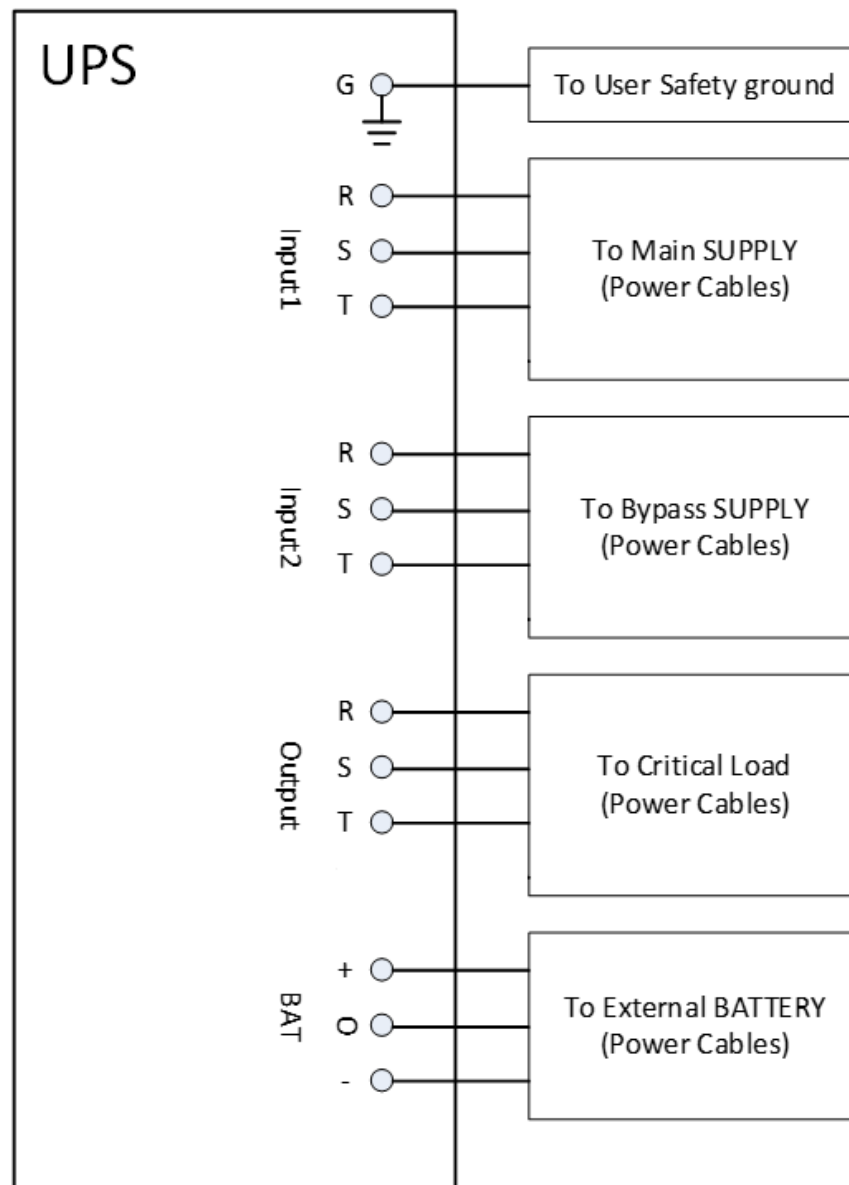 UPS
G
To User Safety ground
R
S
T
Input1
To Main SUPPLY
(Power Cables)
R
S
T
Input2
To Bypass SUPPLY
(Power Cables)
R
S
T
Output
To Critical Load
(Power Cables)
+
O
-
BAT
To External BATTERY
(Power Cables)